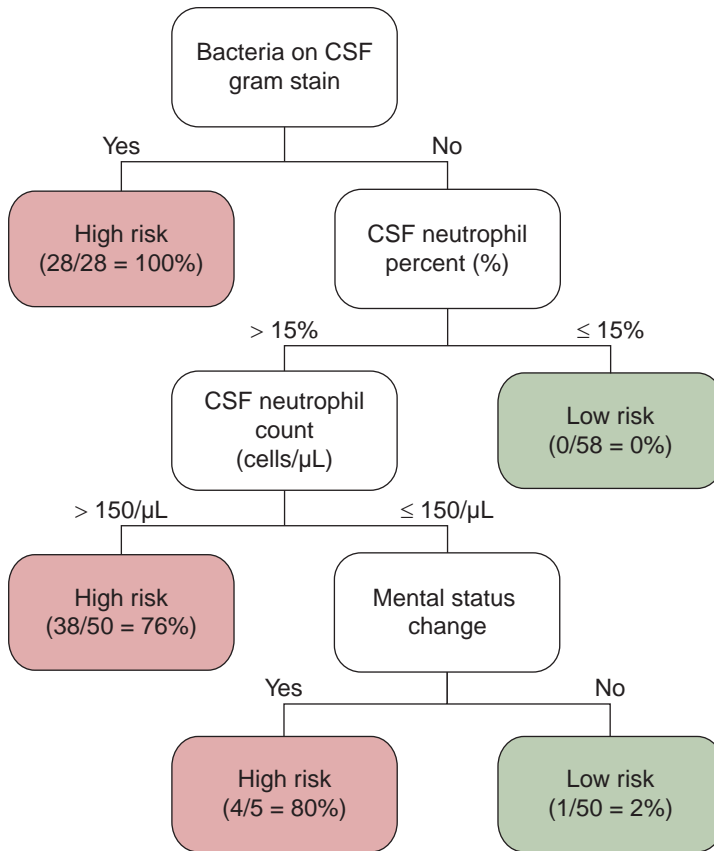 Bacteria on CSF
gram stain
Yes
No
High risk
(28/28 = 100%)
CSF neutrophil
percent (%)
> 15%
≤ 15%
CSF neutrophil
count
(cells/µL)
Low risk
(0/58 = 0%)
> 150/µL
≤ 150/µL
High risk
(38/50 = 76%)
Mental status
change
Yes
No
High risk
(4/5 = 80%)
Low risk
(1/50 = 2%)